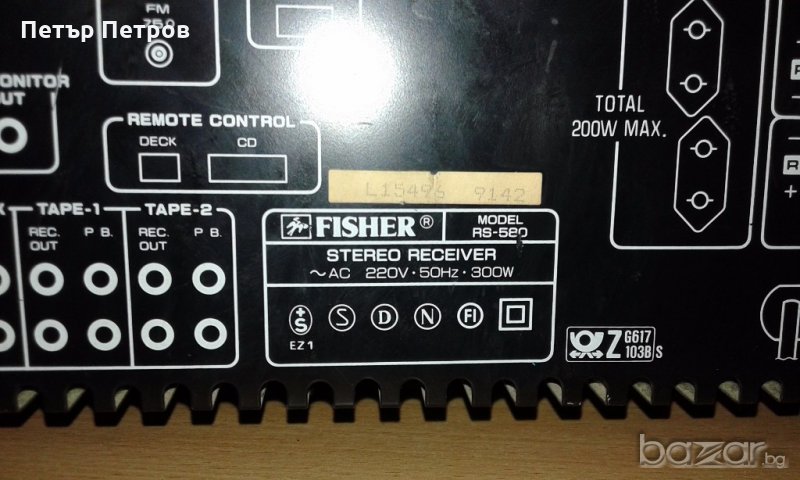 Петър Петров
FM
75Ω
MONITOR
OUT
REMOTE CONTROL
DECK CD
TOTAL
200W MAX.
L15496 9142
TAPE-1 TAPE-2
REC. OUT P B. REC. OUT P B.
FISHER®
MODEL
RS-580
STEREO RECEIVER
~AC 220V·50Hz·300W
+S S D N FI
EZ1
Z G617
103B S
bazar.bg